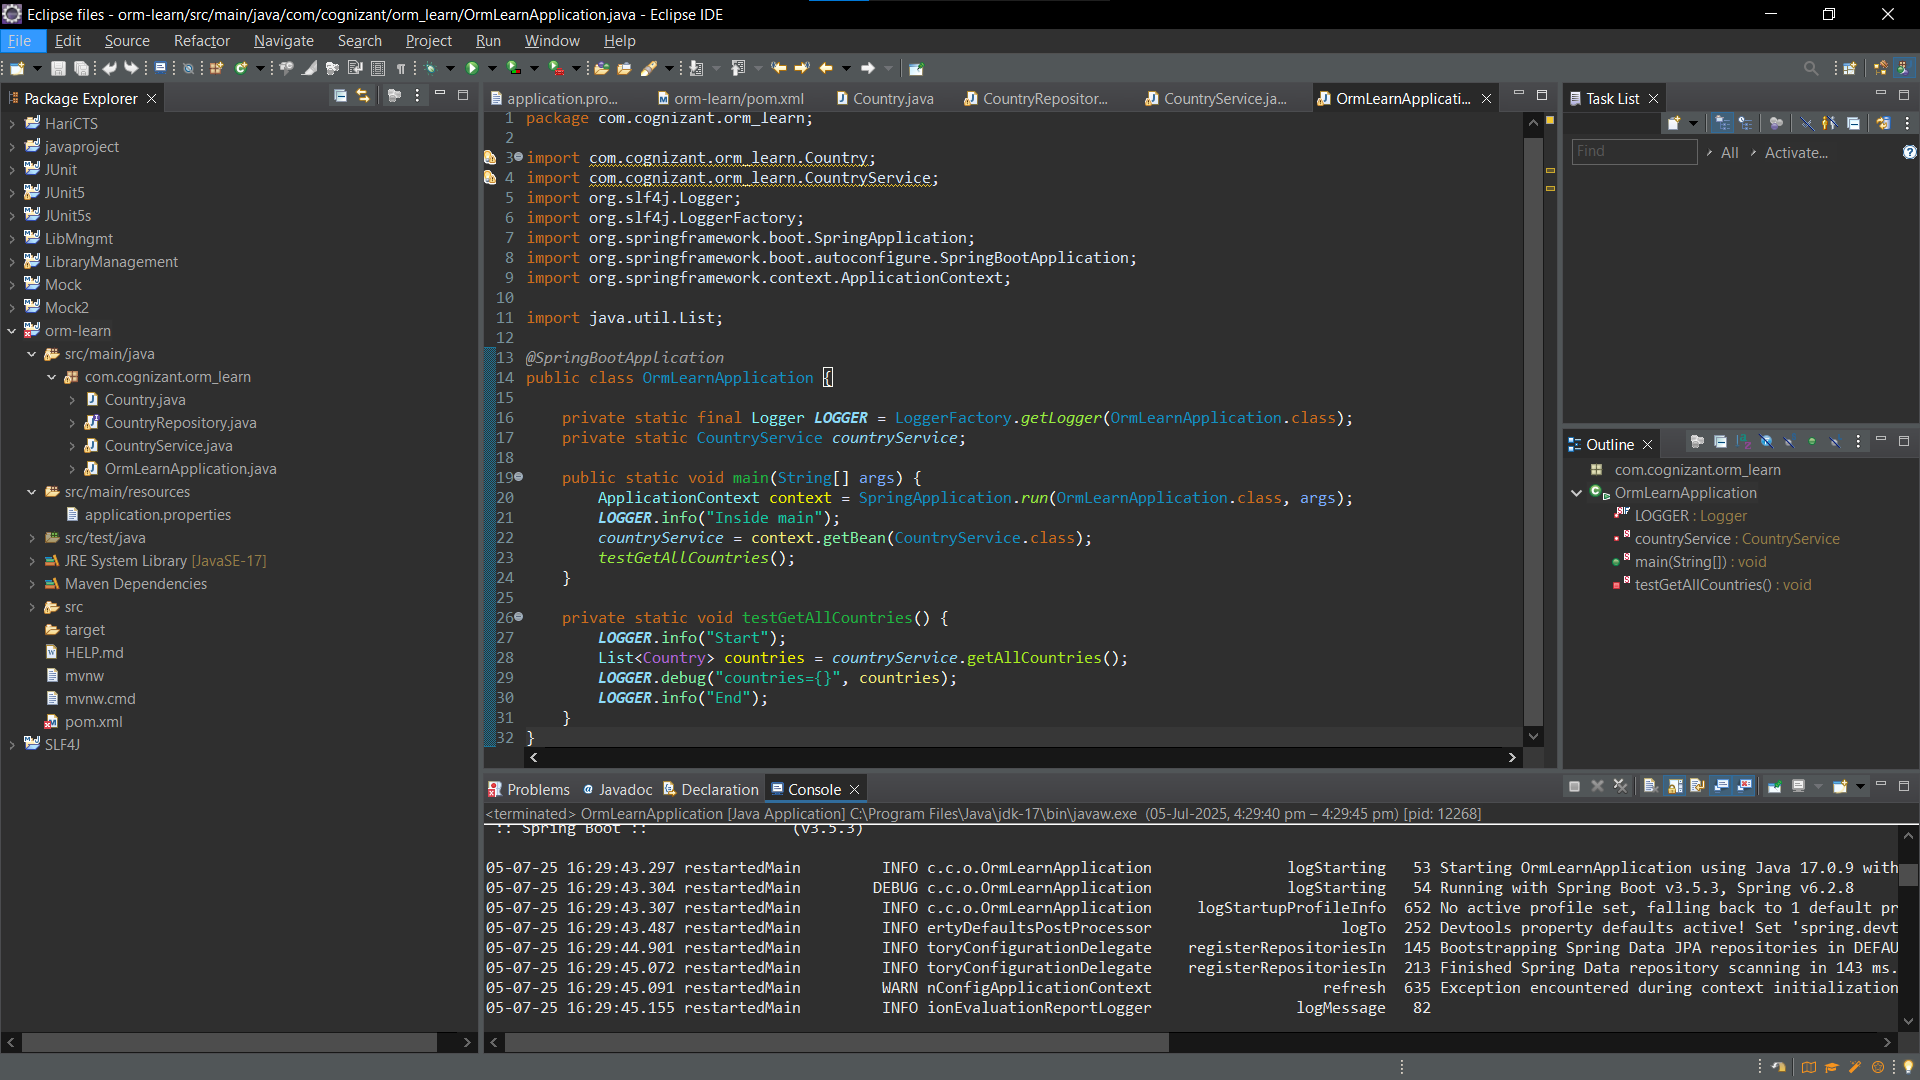 Eclipse files - orm-learn/src/main/java/com/cognizant/orm_learn/OrmLearnApplication.java - Eclipse IDE
File Edit Source Refactor Navigate Search Project Run Window Help
Package Explorer
HariCTS
javaproject
JUnit
JUnit5
JUnit5s
LibMngmt
LibraryManagement
Mock
Mock2
orm-learn
src/main/java
com.cognizant.orm_learn
Country.java
CountryRepository.java
CountryService.java
OrmLearnApplication.java
src/main/resources
application.properties
src/test/java
JRE System Library [JavaSE-17]
Maven Dependencies
src
target
HELP.md
mvnw
mvnw.cmd
pom.xml
SLF4J
application.pro... orm-learn/pom.xml Country.java CountryRepositor... CountryService.ja... OrmLearnApplicati...
1 package com.cognizant.orm_learn;
2
3 import com.cognizant.orm_learn.Country;
4 import com.cognizant.orm_learn.CountryService;
5 import org.slf4j.Logger;
6 import org.slf4j.LoggerFactory;
7 import org.springframework.boot.SpringApplication;
8 import org.springframework.boot.autoconfigure.SpringBootApplication;
9 import org.springframework.context.ApplicationContext;
10
11 import java.util.List;
12
13 @SpringBootApplication
14 public class OrmLearnApplication {
15
16 private static final Logger LOGGER = LoggerFactory.getLogger(OrmLearnApplication.class);
17 private static CountryService countryService;
18
19 public static void main(String[] args) {
20 ApplicationContext context = SpringApplication.run(OrmLearnApplication.class, args);
21 LOGGER.info("Inside main");
22 countryService = context.getBean(CountryService.class);
23 testGetAllCountries();
24 }
25
26 private static void testGetAllCountries() {
27 LOGGER.info("Start");
28 List<Country> countries = countryService.getAllCountries();
29 LOGGER.debug("countries={}", countries);
30 LOGGER.info("End");
31 }
32 }
Task List
Find All Activate...
Outline
com.cognizant.orm_learn
OrmLearnApplication
LOGGER : Logger
countryService : CountryService
main(String[]) : void
testGetAllCountries() : void
Problems Javadoc Declaration Console
<terminated> OrmLearnApplication [Java Application] C:\Program Files\Java\jdk-17\bin\javaw.exe (05-Jul-2025, 4:29:40 pm – 4:29:45 pm) [pid: 12268]
:: Spring Boot :: (v3.5.3)
05-07-25 16:29:43.297 restartedMain INFO c.c.o.OrmLearnApplication logStarting 53 Starting OrmLearnApplication using Java 17.0.9 with
05-07-25 16:29:43.304 restartedMain DEBUG c.c.o.OrmLearnApplication logStarting 54 Running with Spring Boot v3.5.3, Spring v6.2.8
05-07-25 16:29:43.307 restartedMain INFO c.c.o.OrmLearnApplication logStartupProfileInfo 652 No active profile set, falling back to 1 default pr
05-07-25 16:29:43.487 restartedMain INFO ertyDefaultsPostProcessor logTo 252 Devtools property defaults active! Set 'spring.devt
05-07-25 16:29:44.901 restartedMain INFO toryConfigurationDelegate registerRepositoriesIn 145 Bootstrapping Spring Data JPA repositories in DEFAU
05-07-25 16:29:45.072 restartedMain INFO toryConfigurationDelegate registerRepositoriesIn 213 Finished Spring Data repository scanning in 143 ms.
05-07-25 16:29:45.091 restartedMain WARN nConfigApplicationContext refresh 635 Exception encountered during context initialization
05-07-25 16:29:45.155 restartedMain INFO ionEvaluationReportLogger logMessage 82